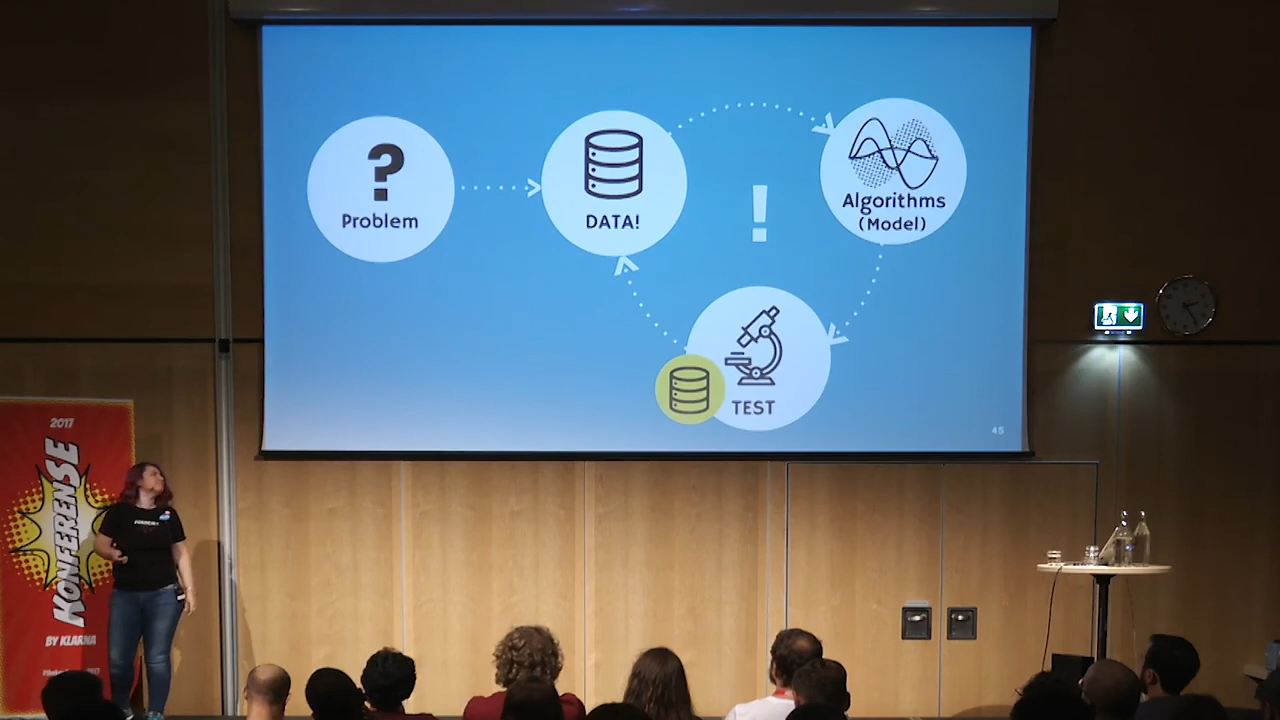 ?
Problem
DATA!
!
Algorithms
(Model)
TEST
45
2017
KONFERENSE
BY KLARNA